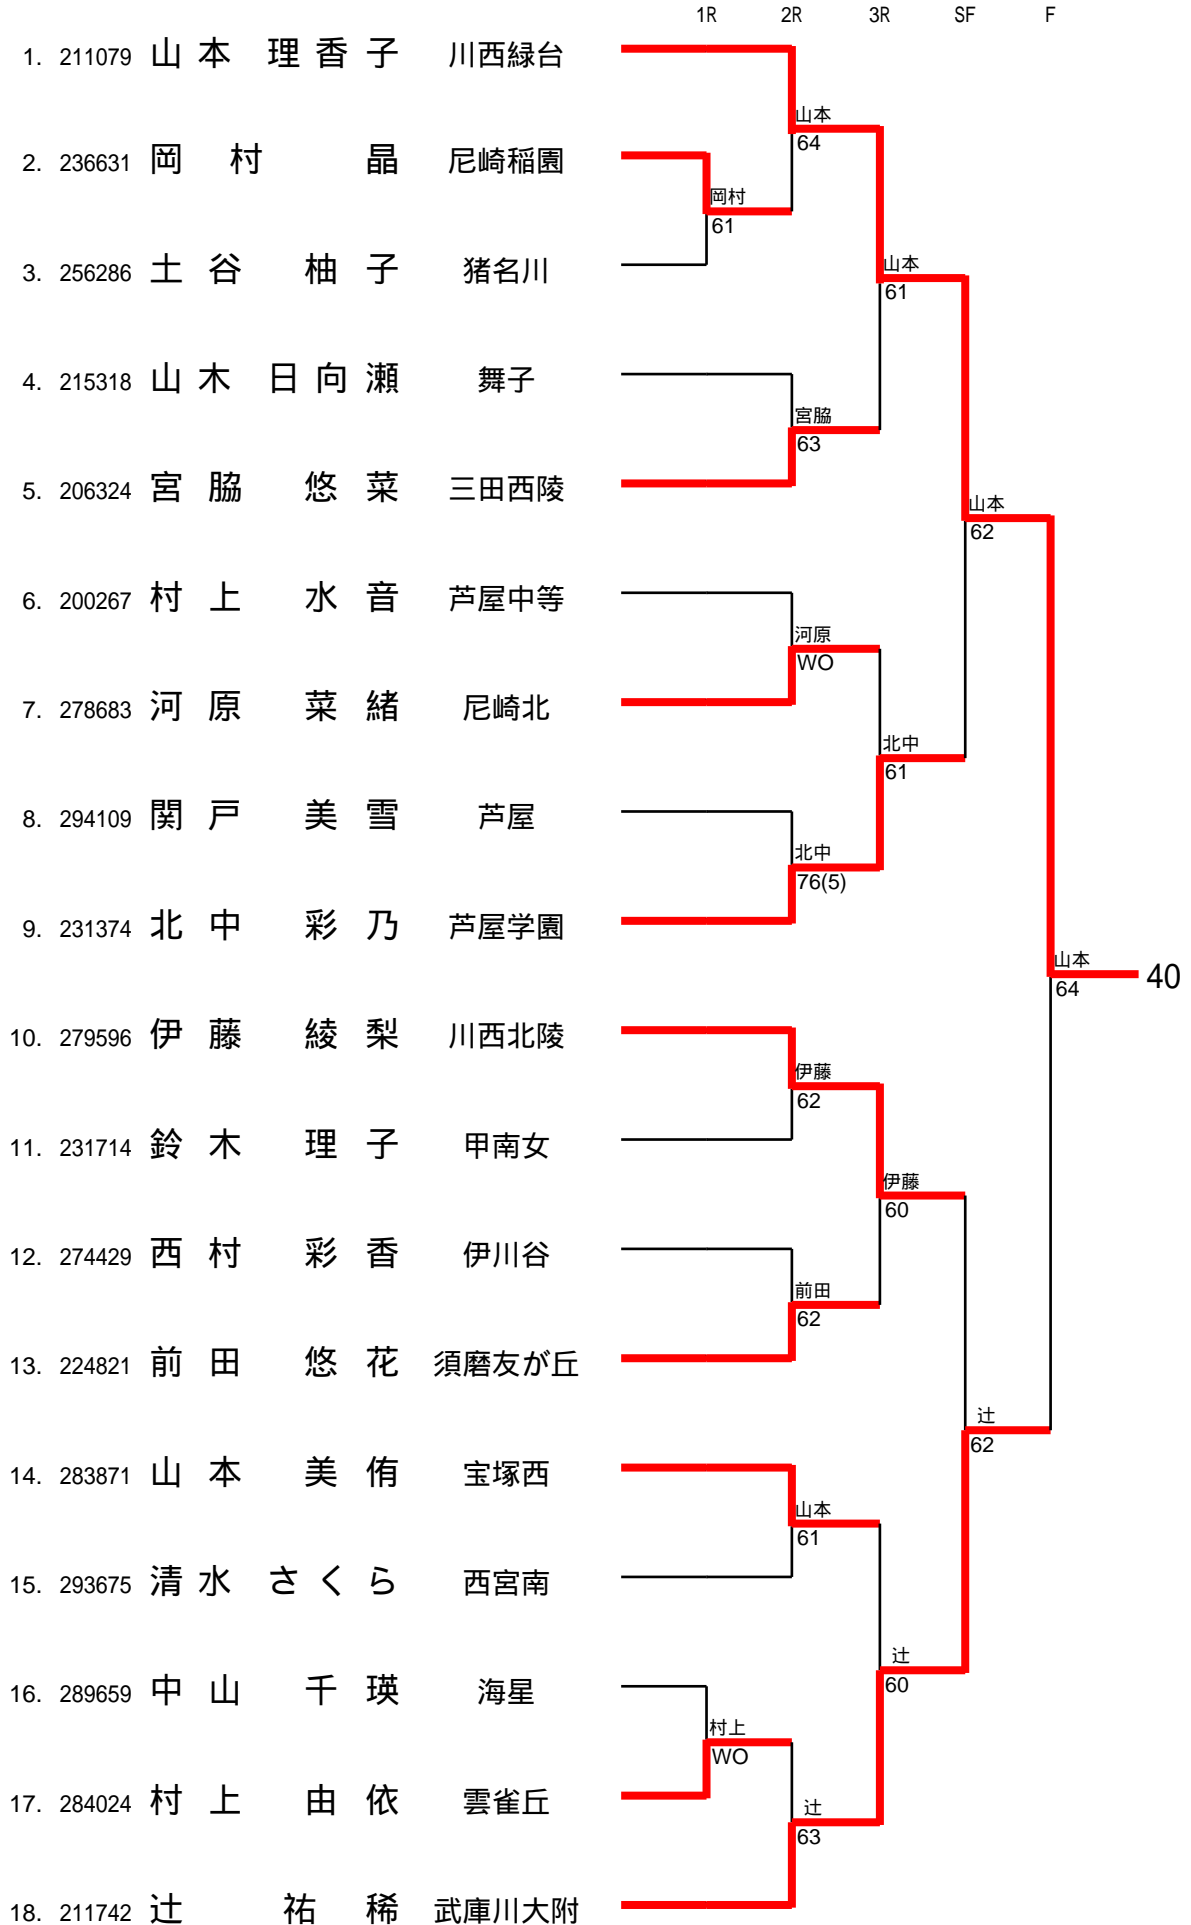 1R 2R 3R SF F
1. 211079 山本 理香子 川西緑台
山本
64
2. 236631 岡村 晶 尼崎稲園
岡村
61
3. 256286 土谷 柚子 猪名川
山本
61
4. 215318 山木 日向瀬 舞子
宮脇
63
5. 206324 宮脇 悠菜 三田西陵
山本
62
6. 200267 村上 水音 芦屋中等
河原
WO
7. 278683 河原 菜緒 尼崎北
北中
61
8. 294109 関戸 美雪 芦屋
北中
76(5)
9. 231374 北中 彩乃 芦屋学園
山本
64
40
10. 279596 伊藤 綾梨 川西北陵
伊藤
62
11. 231714 鈴木 理子 甲南女
伊藤
60
12. 274429 西村 彩香 伊川谷
前田
62
13. 224821 前田 悠花 須磨友が丘
辻
62
14. 283871 山本 美侑 宝塚西
山本
61
15. 293675 清水 さくら 西宮南
辻
60
16. 289659 中山 千瑛 海星
村上
WO
17. 284024 村上 由依 雲雀丘
辻
63
18. 211742 辻 祐稀 武庫川大附